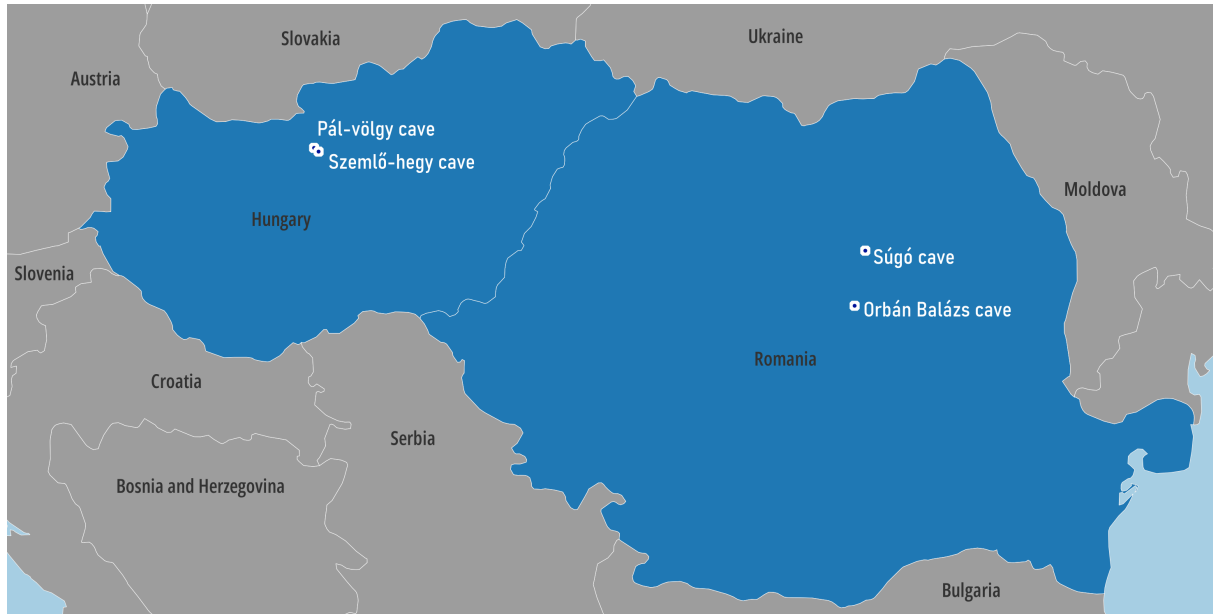 Slovakia
Ukraine
Austria
Pál-völgy cave
Szemlő-hegy cave
Moldova
Hungary
Súgó cave
Slovenia
Orbán Balázs cave
Romania
Croatia
Serbia
Bosnia and Herzegovina
Bulgaria